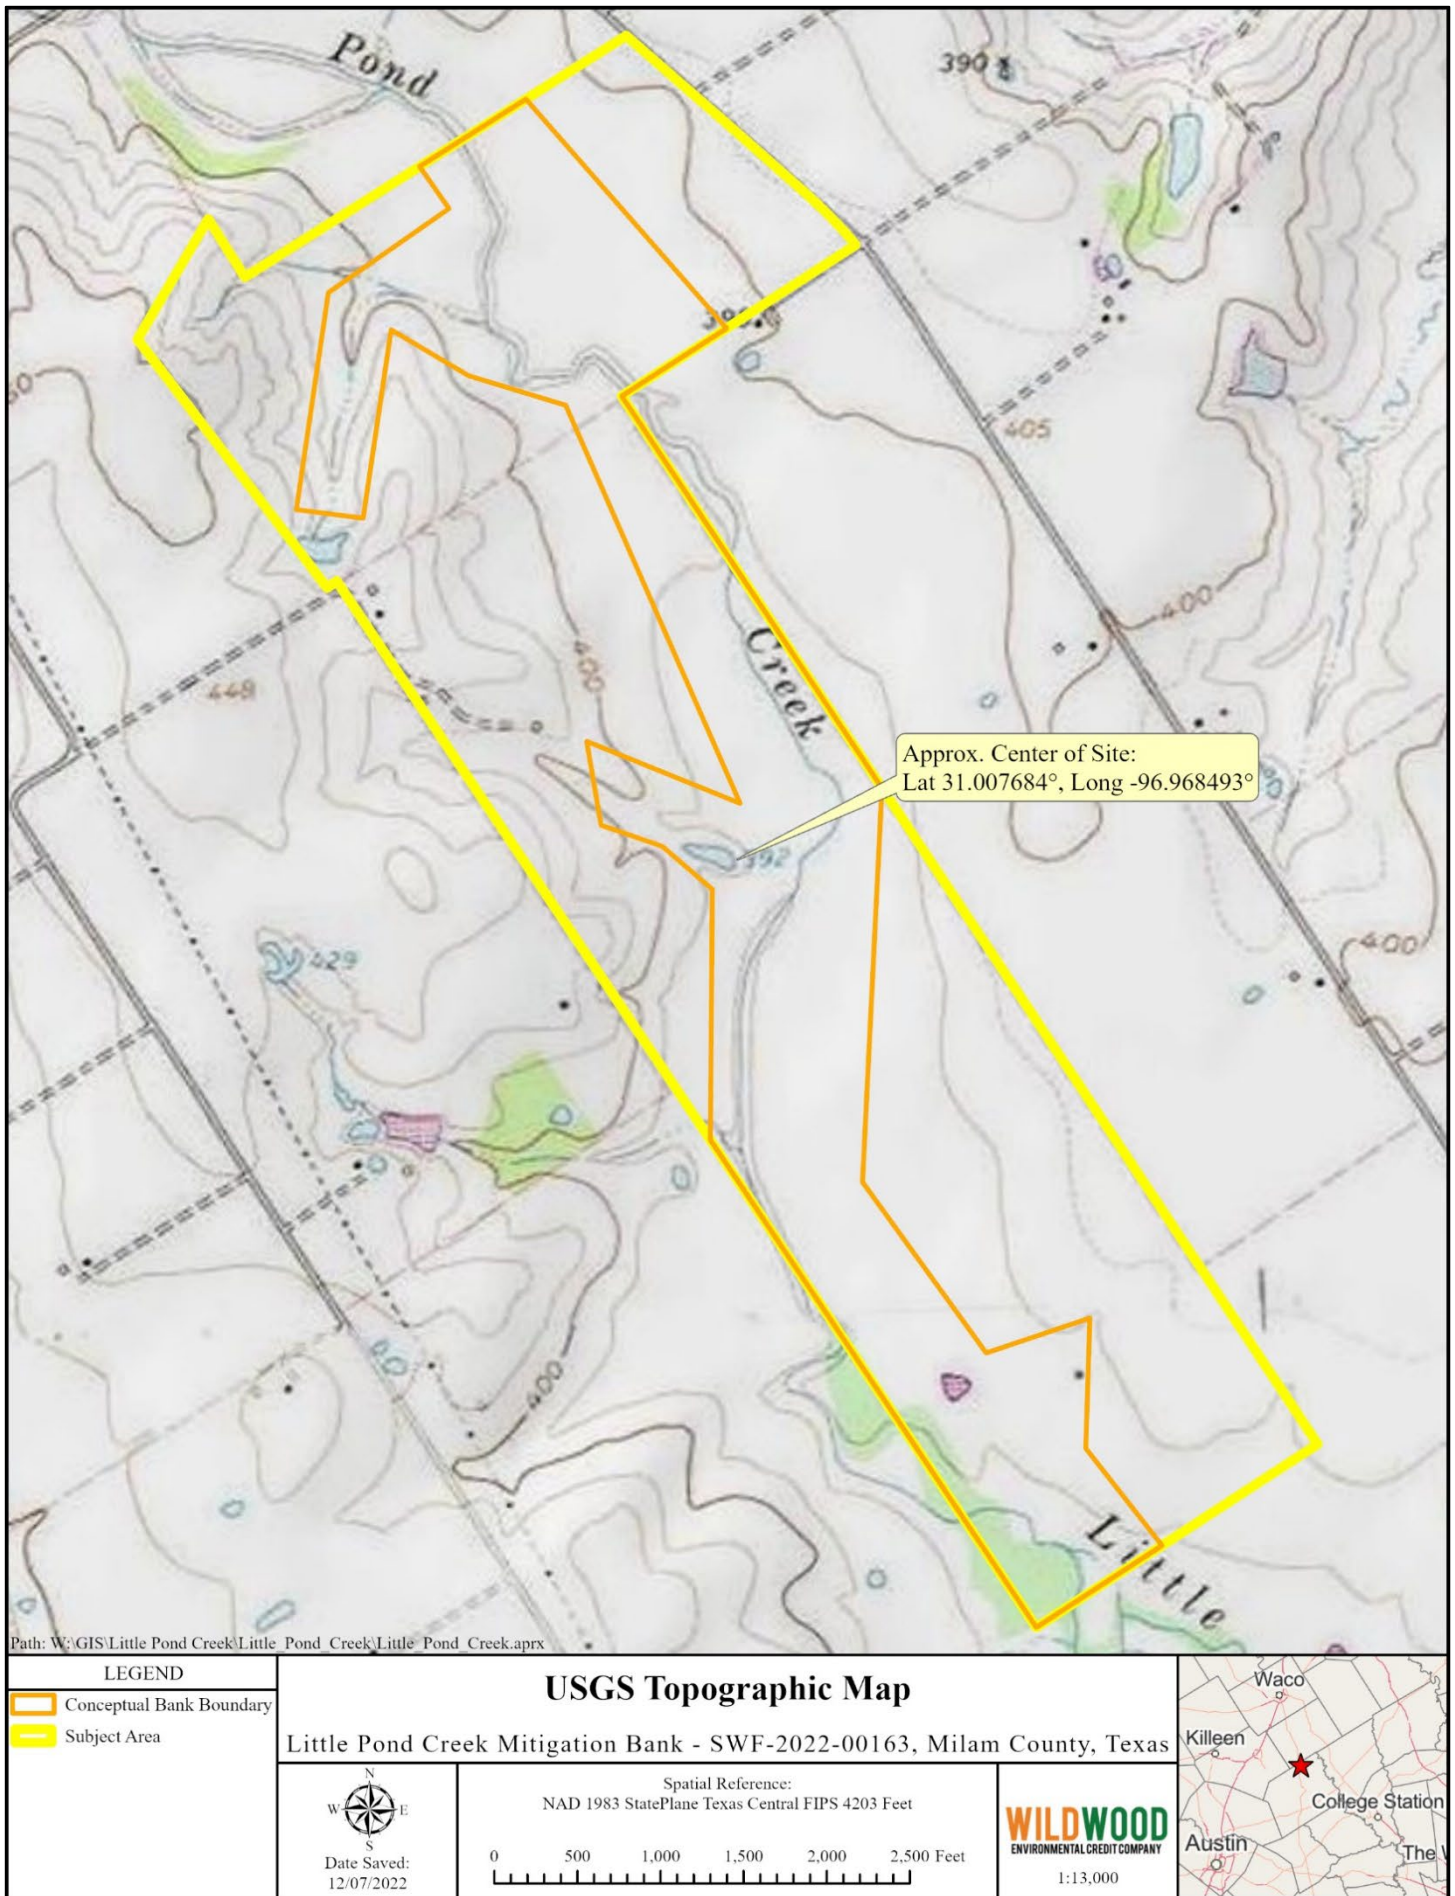 Pond
390
405
400
Creek
400
448
Approx. Center of Site:
Lat 31.007684°, Long -96.968493°
392
400
429
400
Little
Path: W:\GIS\Little Pond Creek\Little_Pond_Creek\Little_Pond_Creek.aprx
LEGEND
Conceptual Bank Boundary
Subject Area
USGS Topographic Map
Little Pond Creek Mitigation Bank - SWF-2022-00163, Milam County, Texas
N
W E
S
Date Saved:
12/07/2022
Spatial Reference:
NAD 1983 StatePlane Texas Central FIPS 4203 Feet
0 500 1,000 1,500 2,000 2,500 Feet
WILDWOOD
ENVIRONMENTAL CREDIT COMPANY
1:13,000
Waco
Killeen
College Station
Austin
The